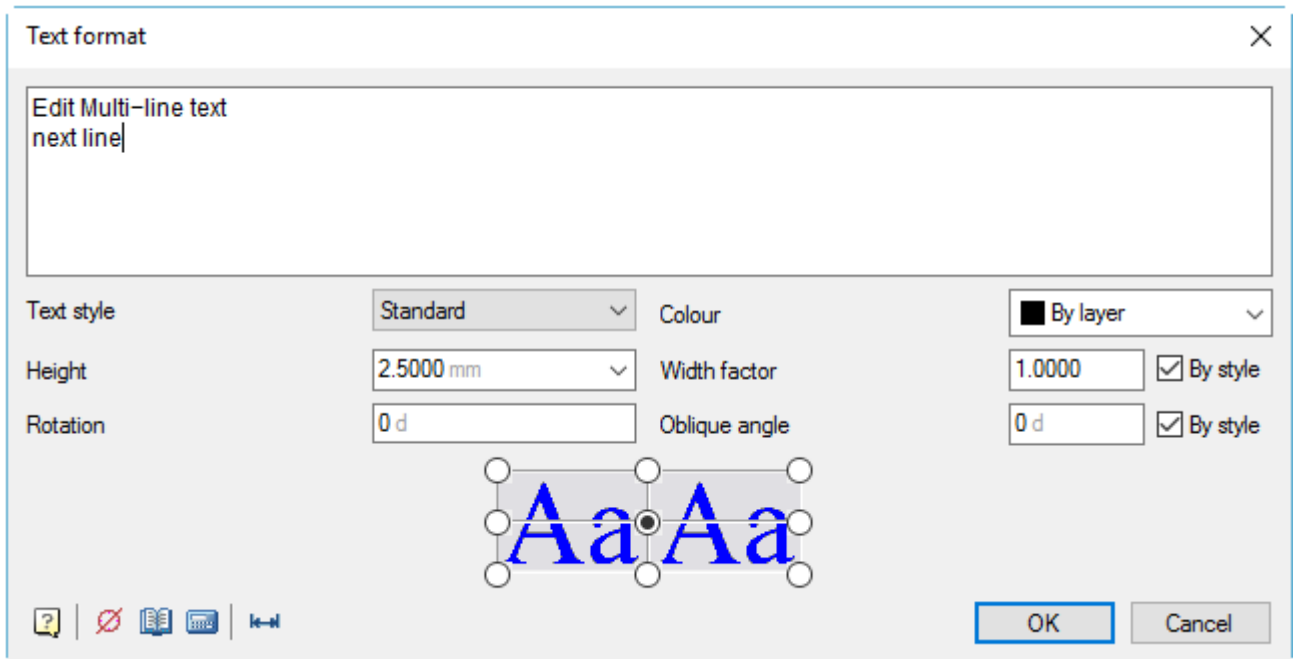 Text format
Edit Multi-line text
next line
Text style
Standard
Colour
By layer
Height
2.5000 mm
Width factor
1.0000
By style
Rotation
0 d
Oblique angle
0 d
By style
Aa Aa
?
OK
Cancel